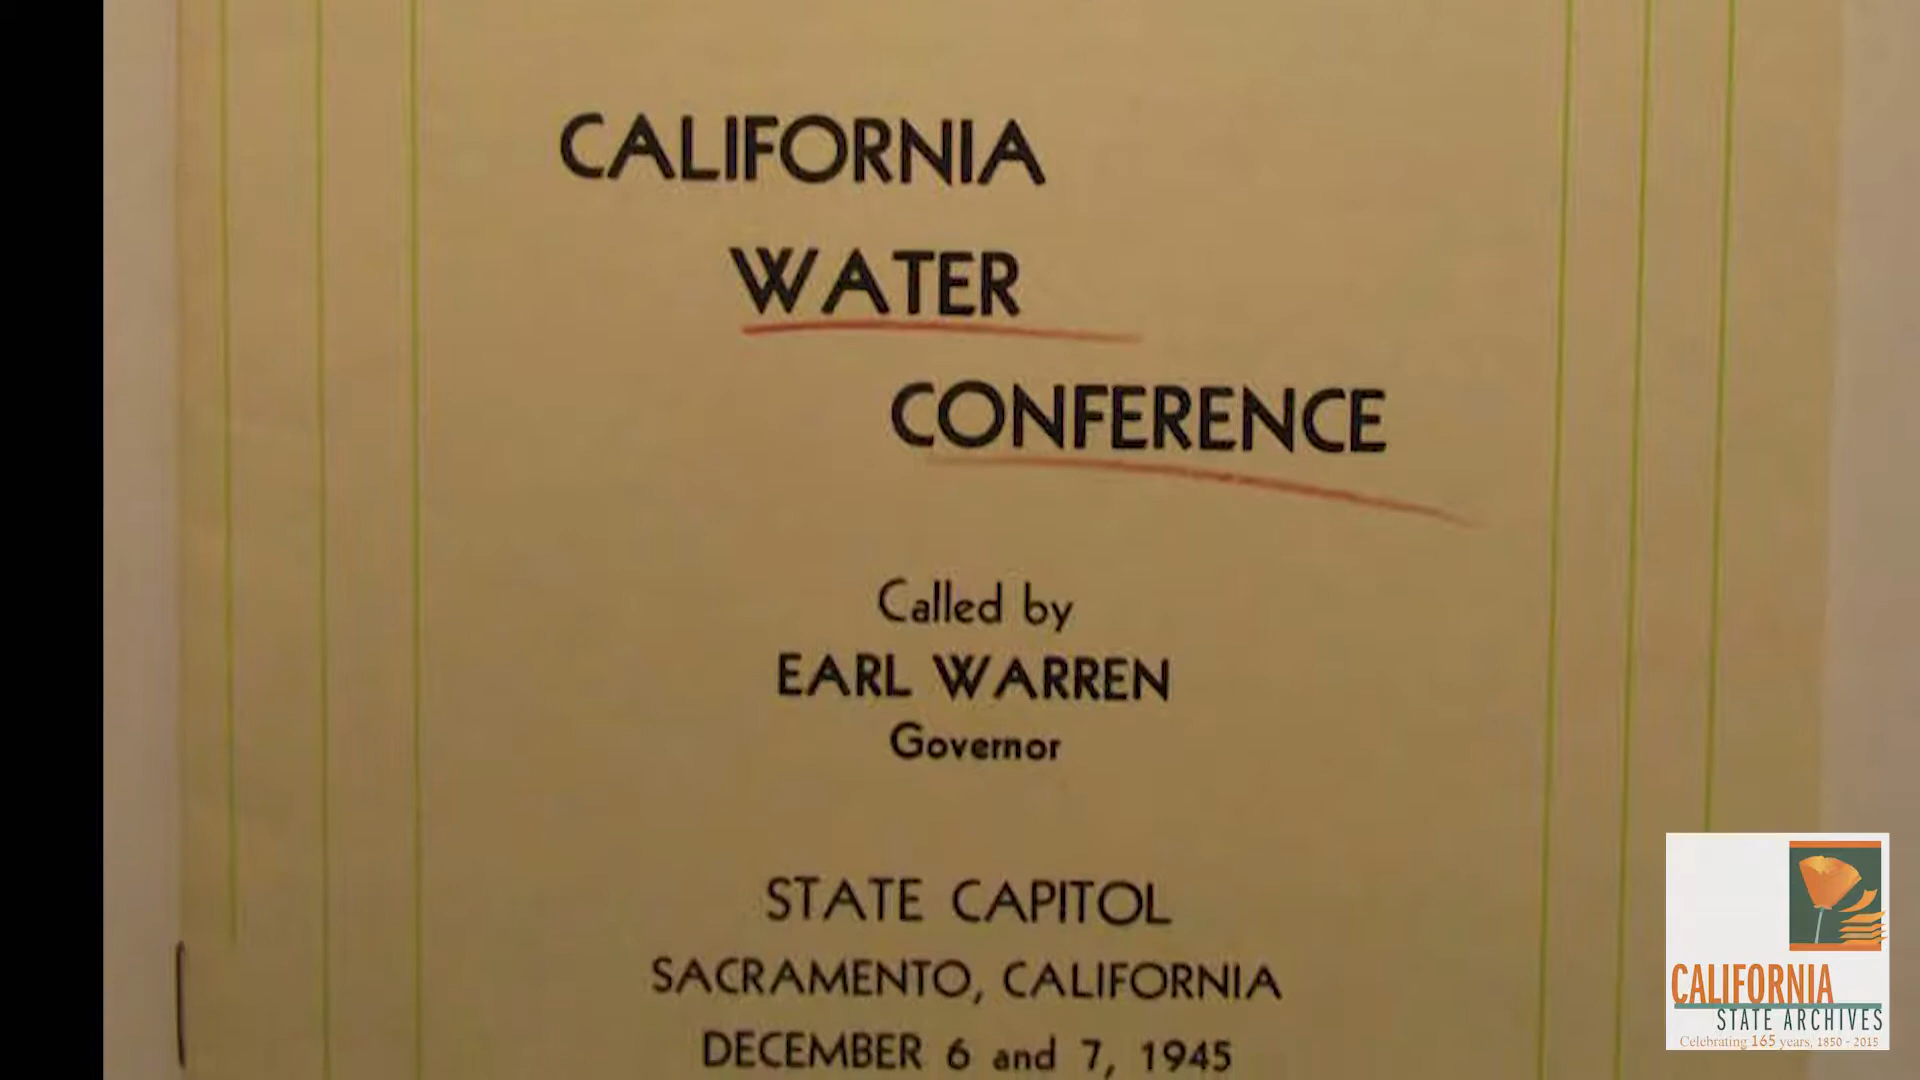 CALIFORNIA
WATER
CONFERENCE
Called by
EARL WARREN
Governor
STATE CAPITOL
SACRAMENTO, CALIFORNIA
DECEMBER 6 and 7, 1945
CALIFORNIA
STATE ARCHIVES
Celebrating 165 years, 1850 - 2015